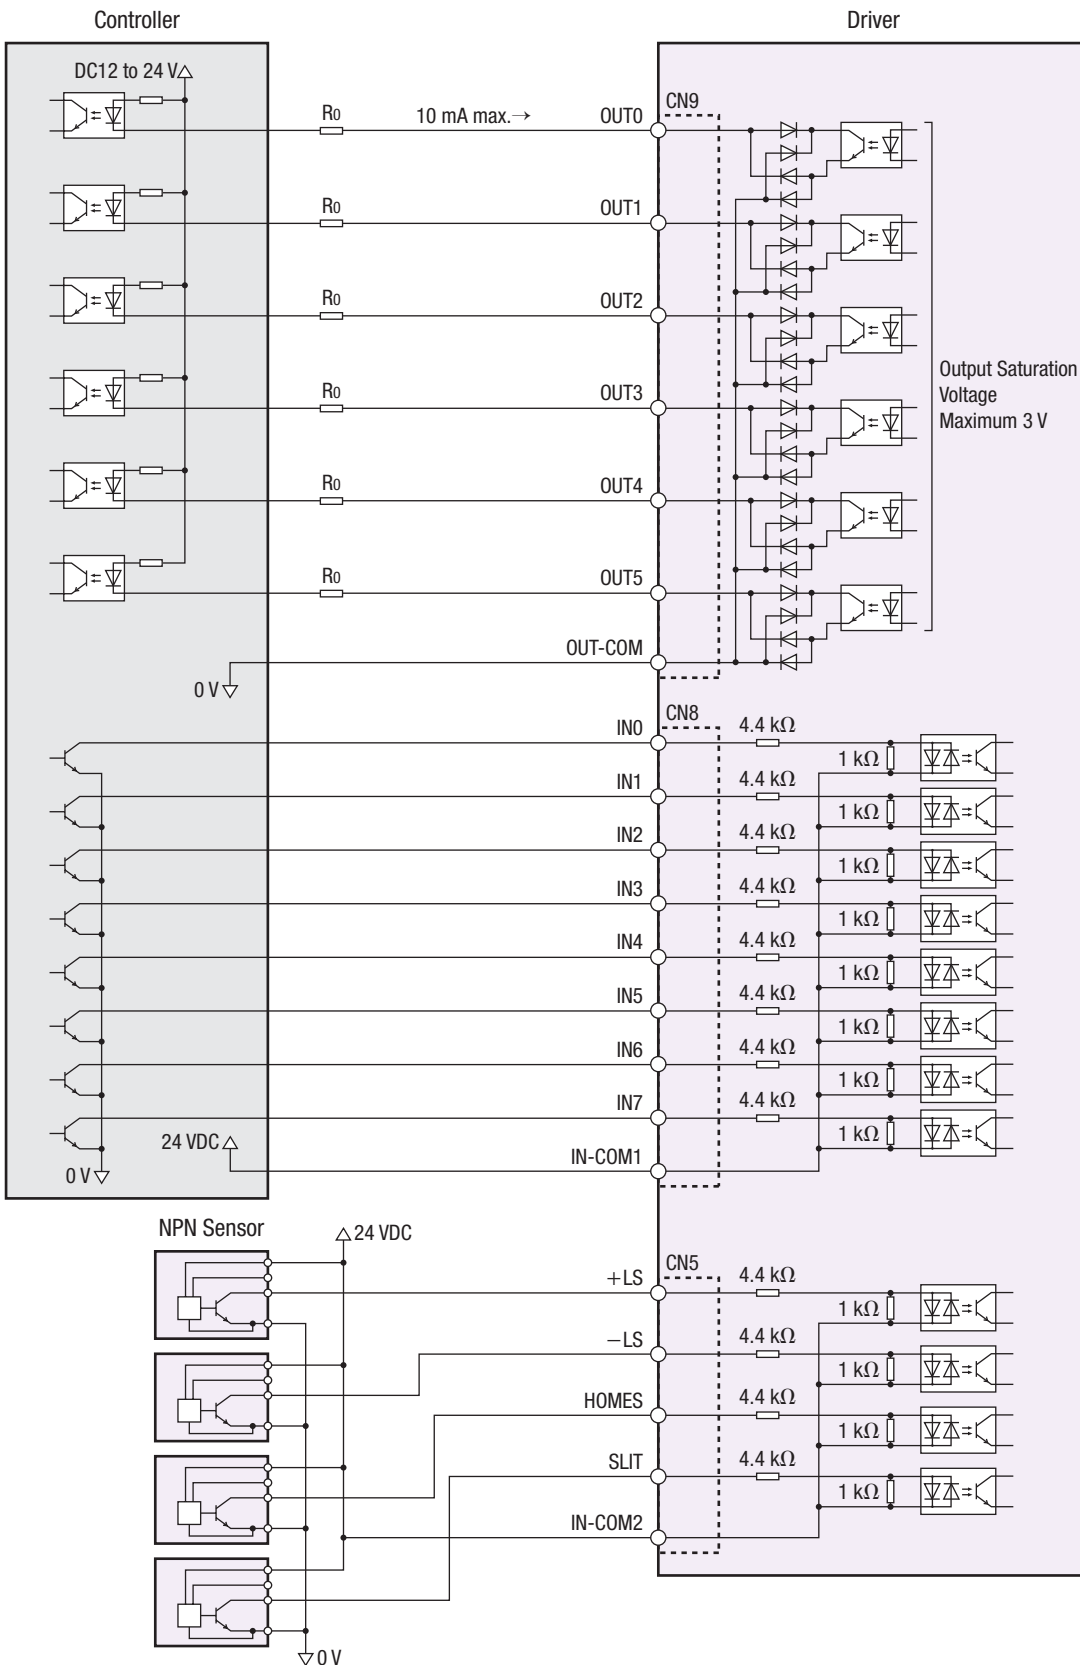 Controller
Driver
DC12 to 24 V
CN9
R0
10 mA max.→
OUT0
R0
OUT1
R0
OUT2
Output Saturation
Voltage
Maximum 3 V
R0
OUT3
R0
OUT4
R0
OUT5
OUT-COM
0 V
CN8
IN0
4.4 kΩ
1 kΩ
IN1
4.4 kΩ
1 kΩ
IN2
4.4 kΩ
1 kΩ
IN3
4.4 kΩ
1 kΩ
IN4
4.4 kΩ
1 kΩ
IN5
4.4 kΩ
1 kΩ
IN6
4.4 kΩ
1 kΩ
IN7
4.4 kΩ
1 kΩ
24 VDC
IN-COM1
0 V
NPN Sensor
24 VDC
CN5
+LS
4.4 kΩ
1 kΩ
−LS
4.4 kΩ
1 kΩ
HOMES
4.4 kΩ
1 kΩ
SLIT
4.4 kΩ
1 kΩ
IN-COM2
0 V